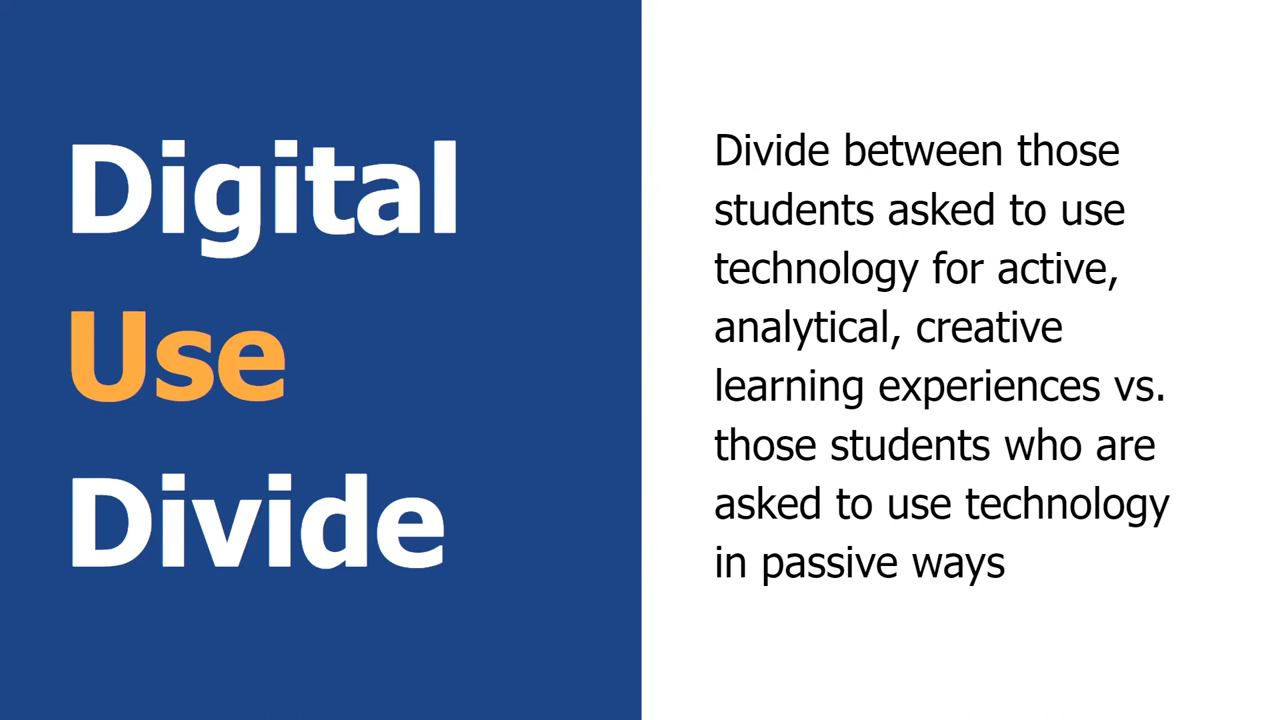 Digital
Use
Divide
Divide between those
students asked to use
technology for active,
analytical, creative
learning experiences vs.
those students who are
asked to use technology
in passive ways